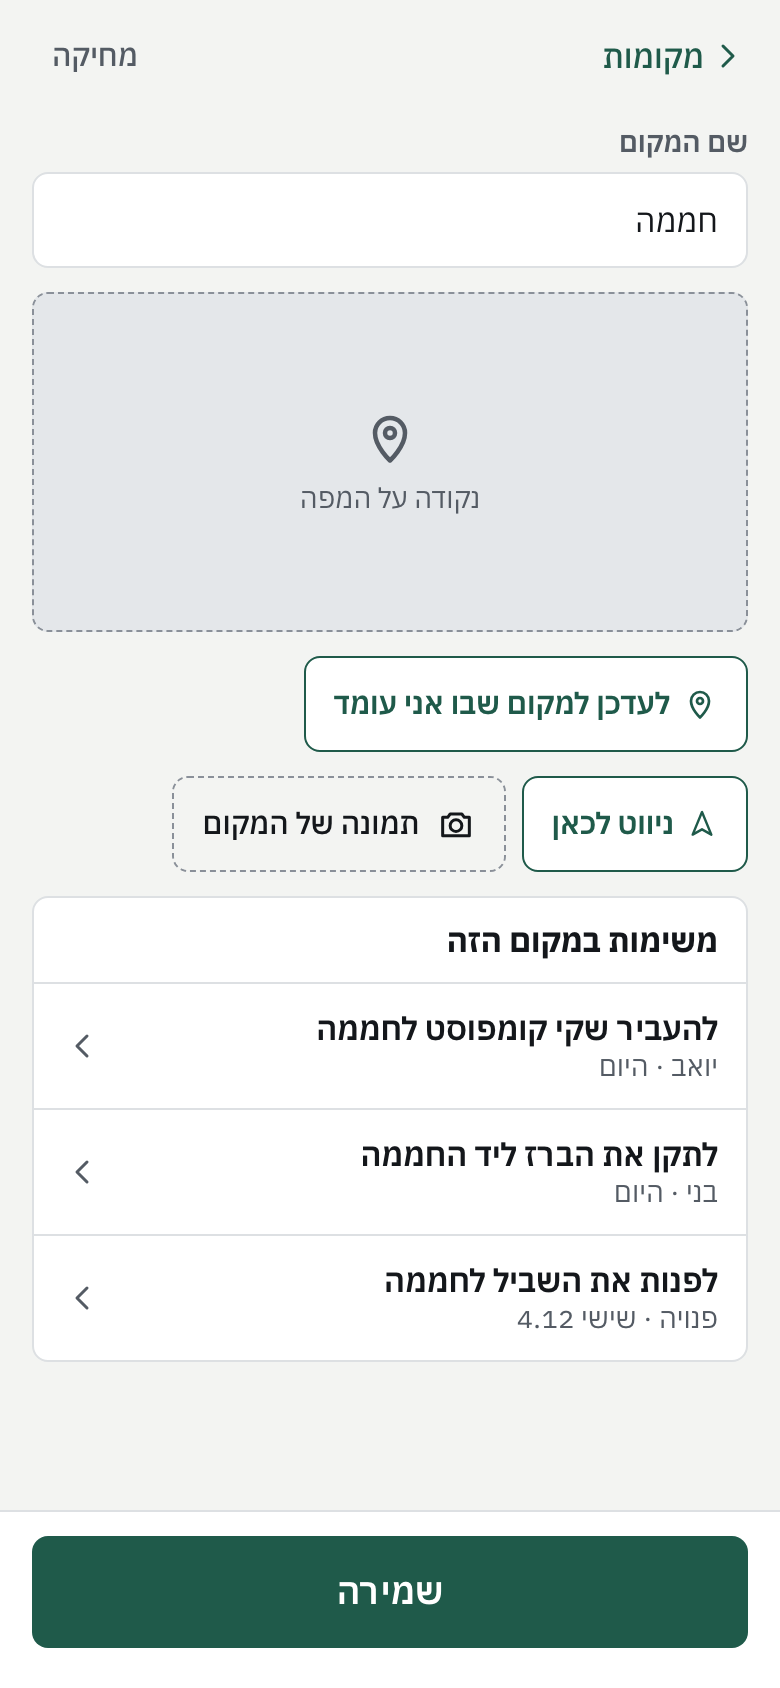 מקומות
מחיקה
שם המקום
חממה
נקודה על המפה
לעדכן למקום שבו אני עומד
ניווט לכאן
תמונה של המקום
משימות במקום הזה
להעביר שקי קומפוסט לחממה
יואב · היום
לתקן את הברז ליד החממה
בני · היום
לפנות את השביל לחממה
פנויה · שישי 4.12
שמירה